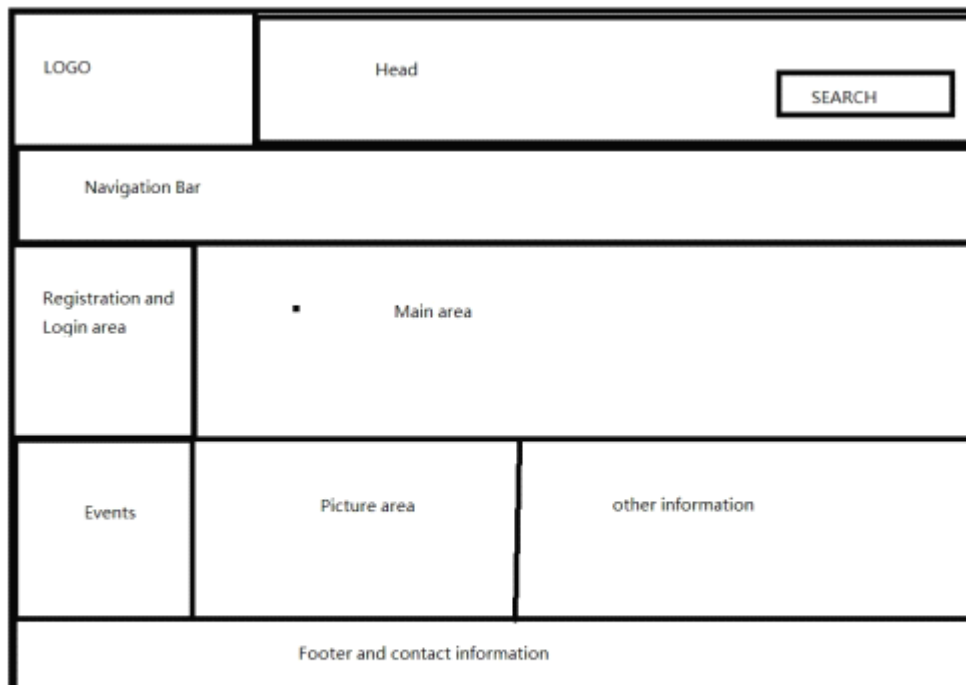 LOGO
Head
SEARCH
Navigation Bar
Registration and
Login area
Main area
Events
Picture area
other information
Footer and contact information